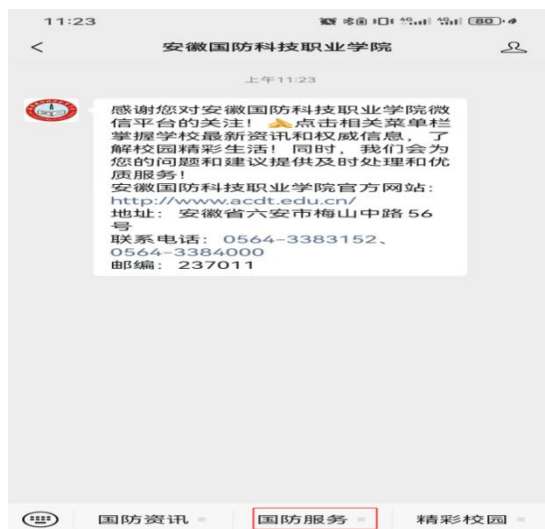 11:23
80
<
安徽国防科技职业学院
上午11:23
感谢您对安徽国防科技职业学院微
信平台的关注！点击相关菜单栏
掌握学校最新资讯和权威信息，了
解校园精彩生活！同时，我们会为
您的问题和建议提供及时处理和优
质服务！
安徽国防科技职业学院官方网站：
http://www.acdt.edu.cn/
地址：安徽省六安市梅山中路56
号
联系电话：0564-3383152、
0564-3384000
邮编：237011
国防资讯
国防服务
精彩校园